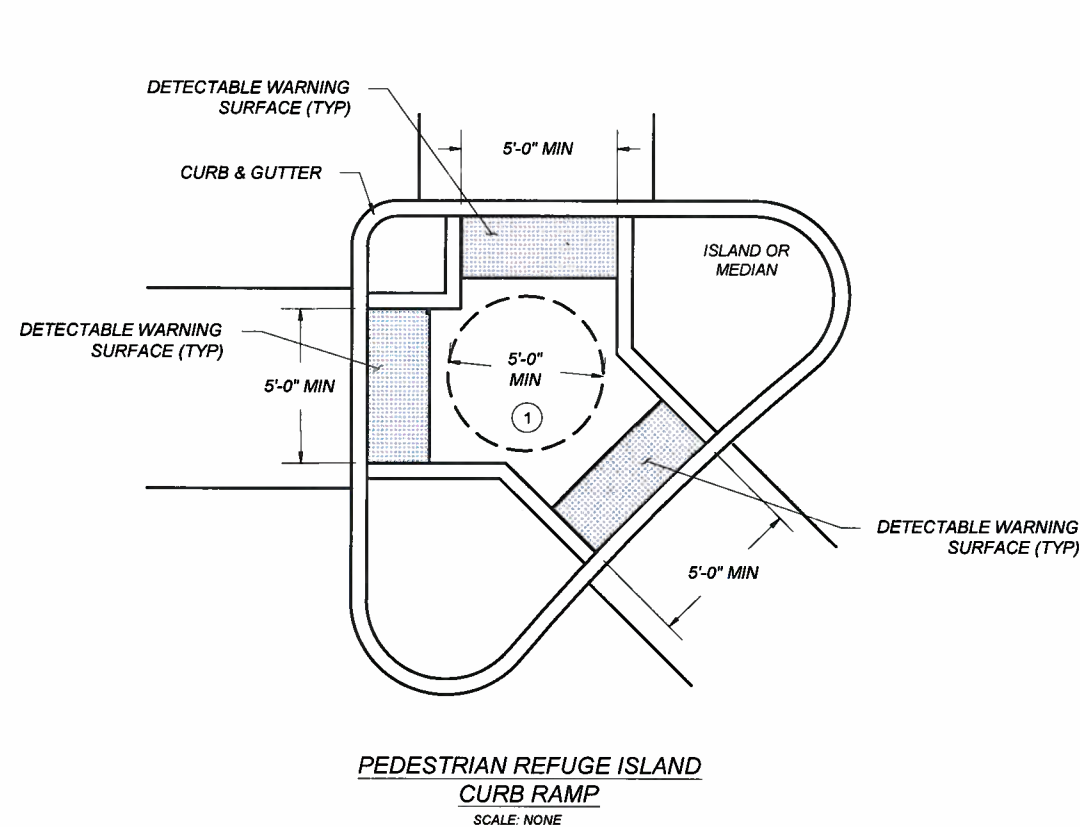 DETECTABLE WARNING
SURFACE (TYP)
5'-0" MIN
CURB & GUTTER
ISLAND OR
MEDIAN
DETECTABLE WARNING
SURFACE (TYP)
5'-0"
MIN
5'-0" MIN
1
DETECTABLE WARNING
SURFACE (TYP)
5'-0" MIN
PEDESTRIAN REFUGE ISLAND
CURB RAMP
SCALE: NONE